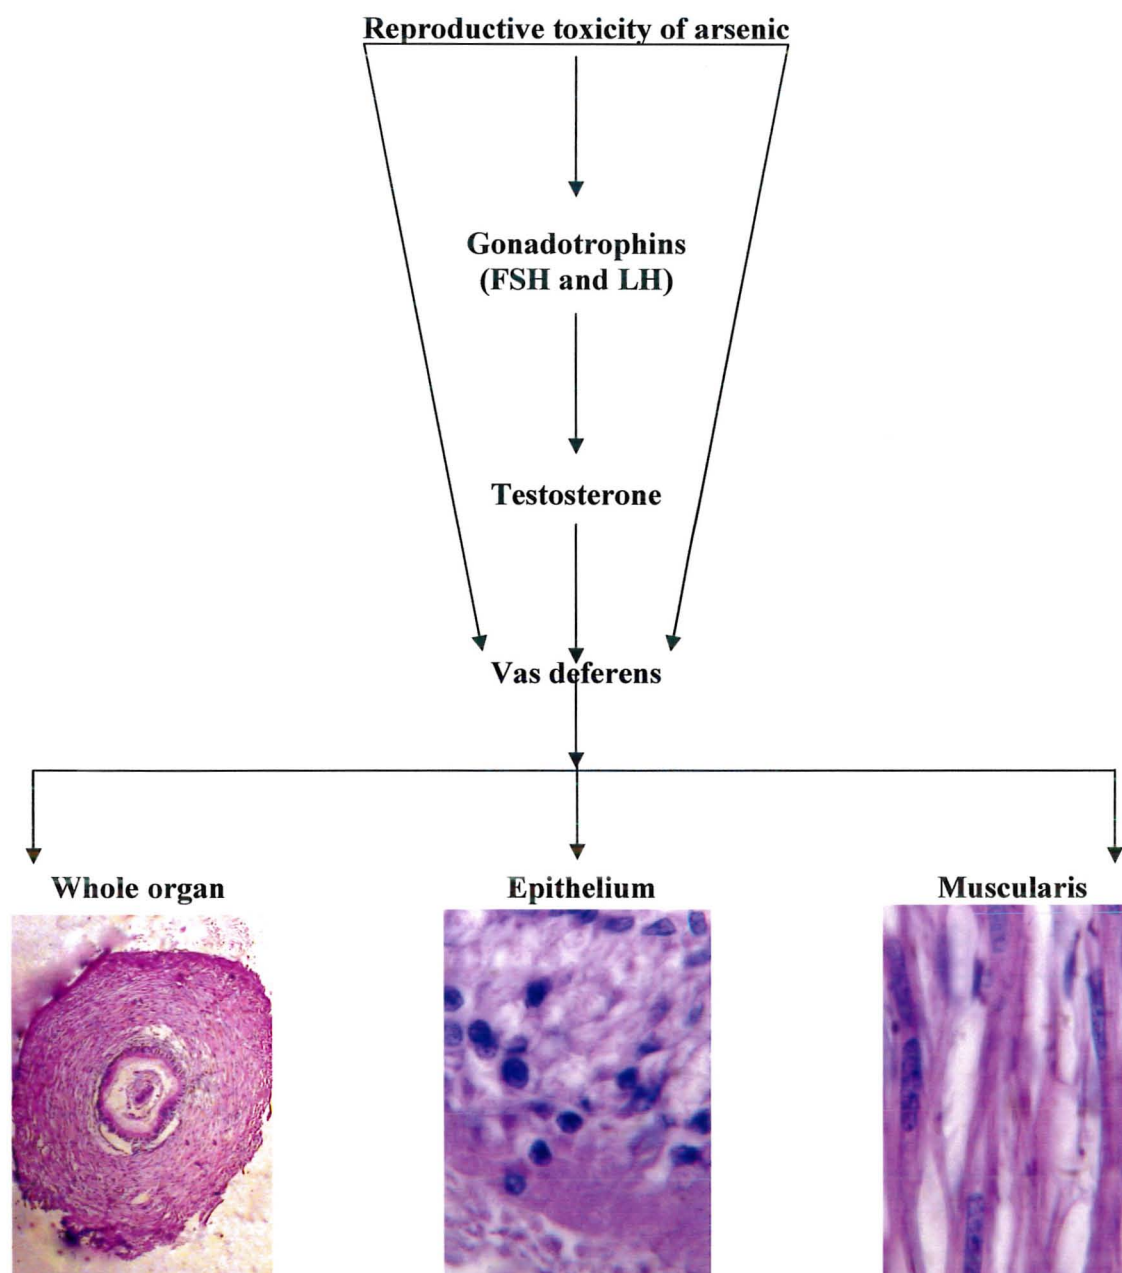 Reproductive toxicity of arsenic
Gonadotrophins
(FSH and LH)
Testosterone
Vas deferens
Whole organ
Epithelium
Muscularis